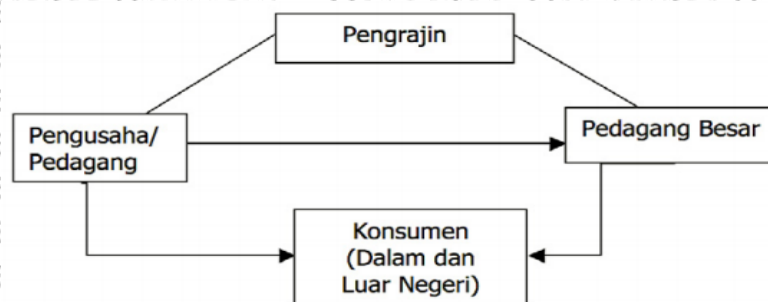 Pengrajin
Pengusaha/
Pedagang
Pedagang Besar
Konsumen
(Dalam dan
Luar Negeri)